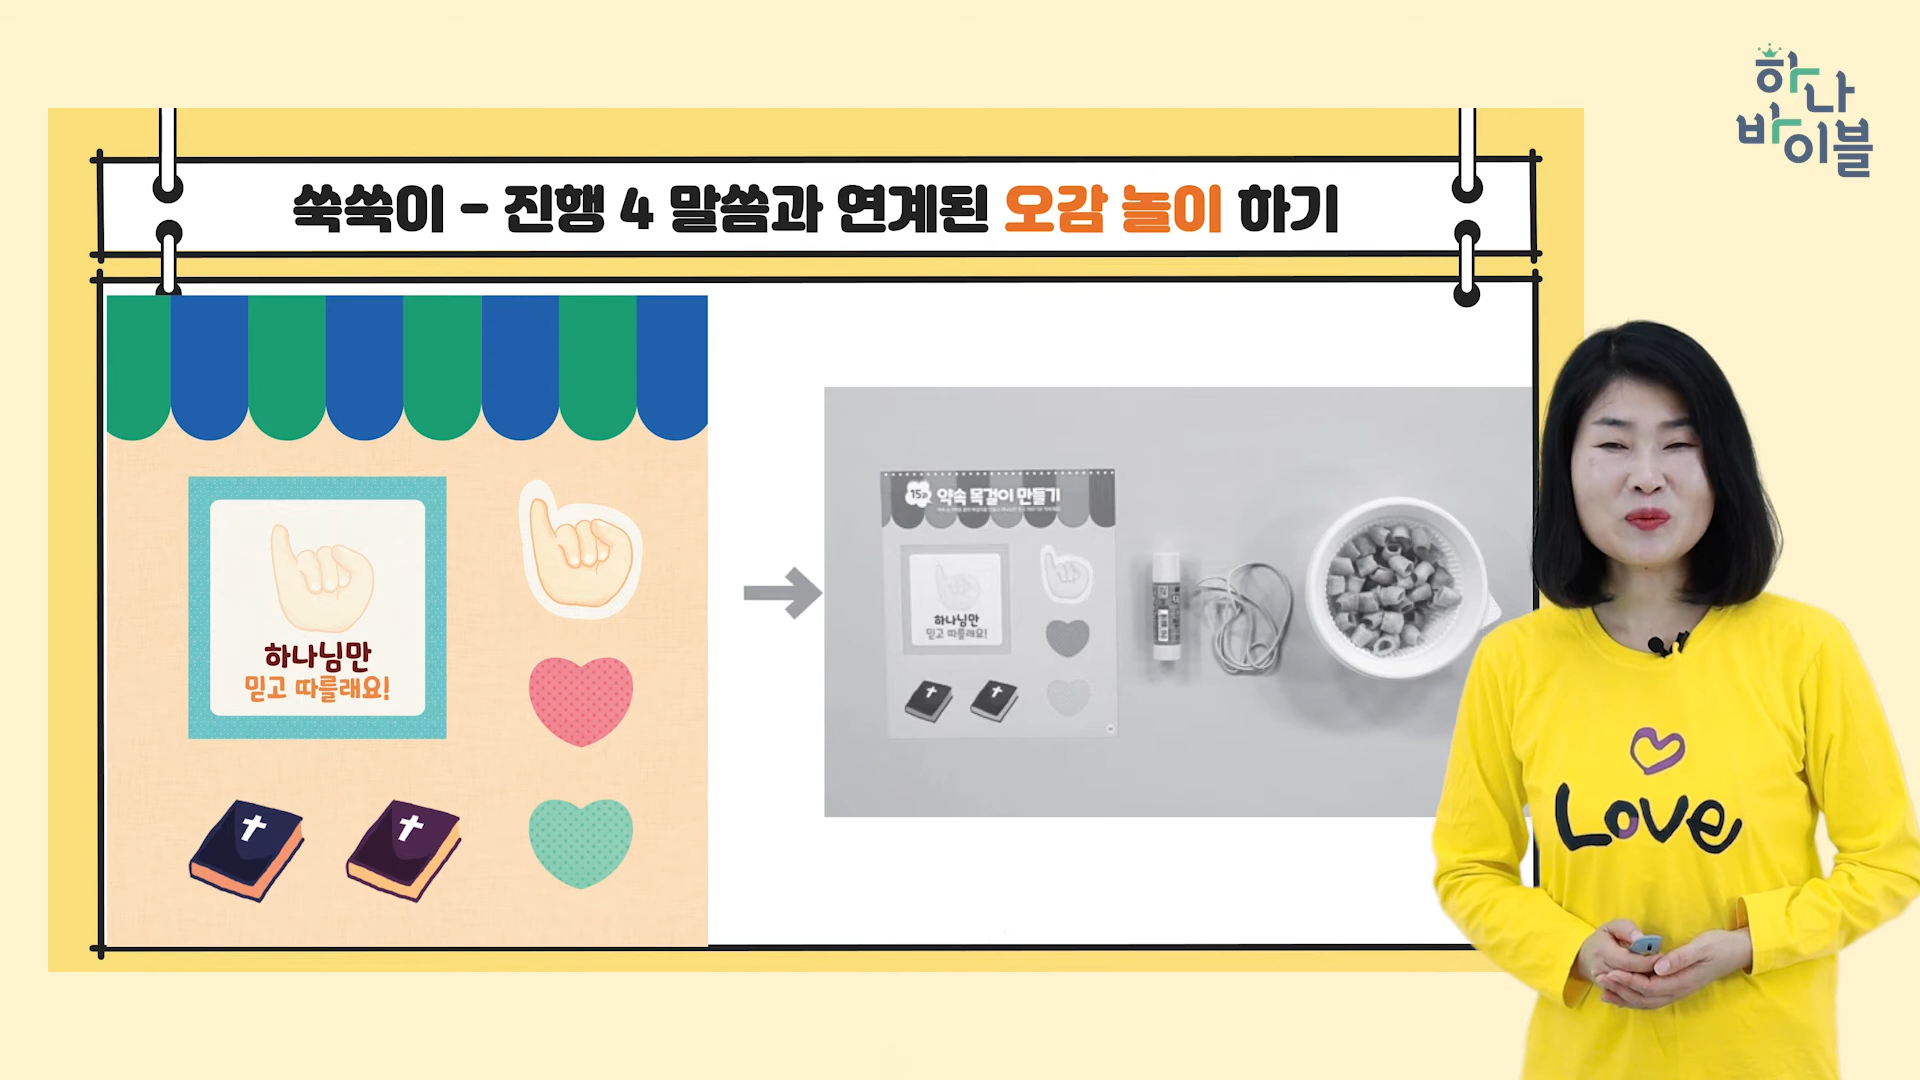 하나
바이블
쑥쑥이 - 진행 4 말씀과 연계된 오감 놀이 하기
하나님만
믿고 따를래요!
15p 약속 목걸이 만들기
하나님만
믿고 따를래요!
Love